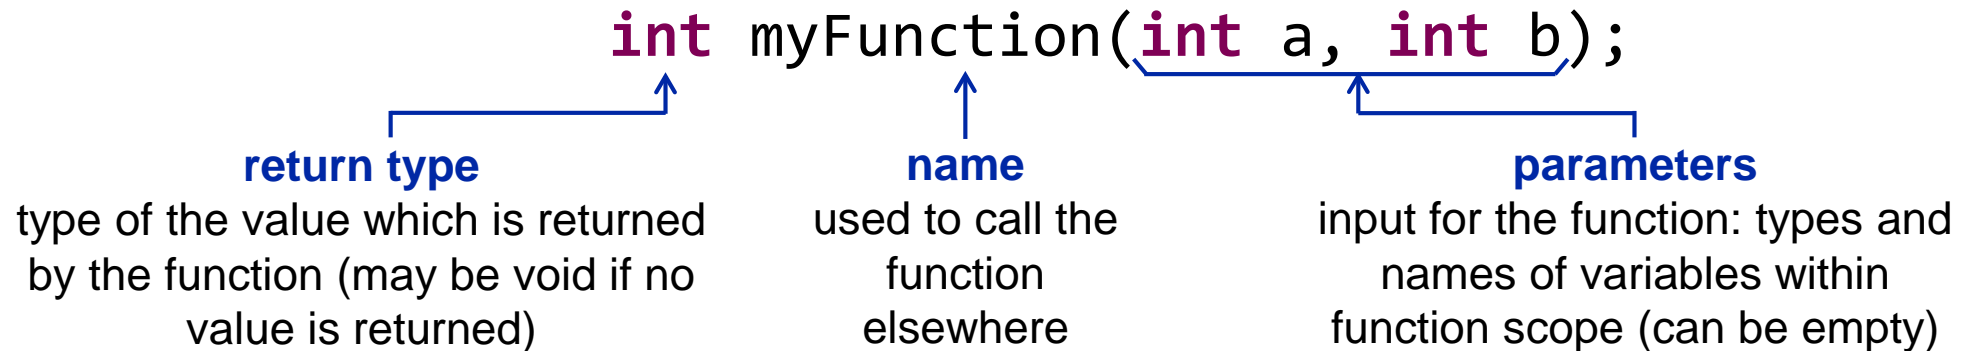 int myFunction(int a, int b);
return type
type of the value which is returned
by the function (may be void if no
value is returned)
name
used to call the
function
elsewhere
parameters
input for the function: types and
names of variables within
function scope (can be empty)